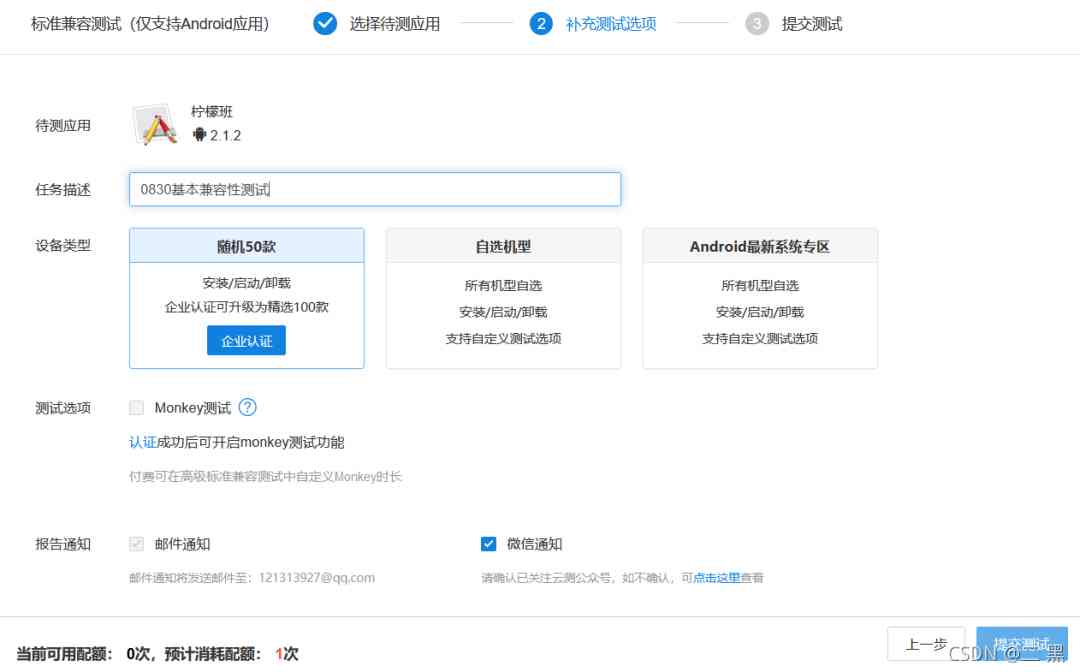 标准兼容测试（仅支持Android应用）
选择待测应用
2 补充测试选项
3 提交测试
待测应用
柠檬班
2.1.2
任务描述
0830基本兼容性测试
设备类型
随机50款
安装/启动/卸载
企业认证可升级为精选100款
企业认证
自选机型
所有机型自选
安装/启动/卸载
支持自定义测试选项
Android最新系统专区
所有机型自选
安装/启动/卸载
支持自定义测试选项
测试选项
Monkey测试 ?
认证成功后可开启monkey测试功能
付费可在高级标准兼容测试中自定义Monkey时长
报告通知
邮件通知
邮件通知将发送邮件至：121313927@qq.com
微信通知
请确认已关注云测公众号，如不确认，可点击这里查看
当前可用配额： 0次，预计消耗配额： 1次
上一步
提交测试
CSDN @二 黑